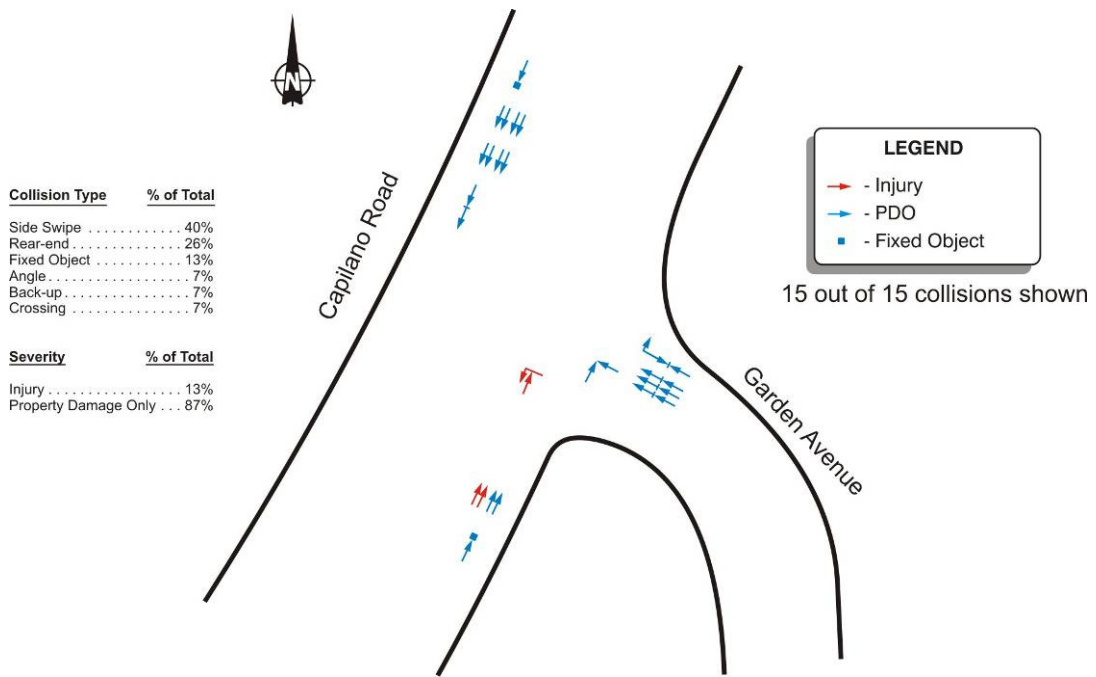 N
Capilano Road
Garden Avenue
LEGEND
- Injury
- PDO
- Fixed Object
15 out of 15 collisions shown
Collision Type % of Total
Side Swipe . . . . . . . . . . . . 40%
Rear-end . . . . . . . . . . . . . . 26%
Fixed Object . . . . . . . . . . . 13%
Angle . . . . . . . . . . . . . . . . . 7%
Back-up . . . . . . . . . . . . . . . 7%
Crossing . . . . . . . . . . . . . . 7%
Severity % of Total
Injury . . . . . . . . . . . . . . . . . 13%
Property Damage Only . . . 87%